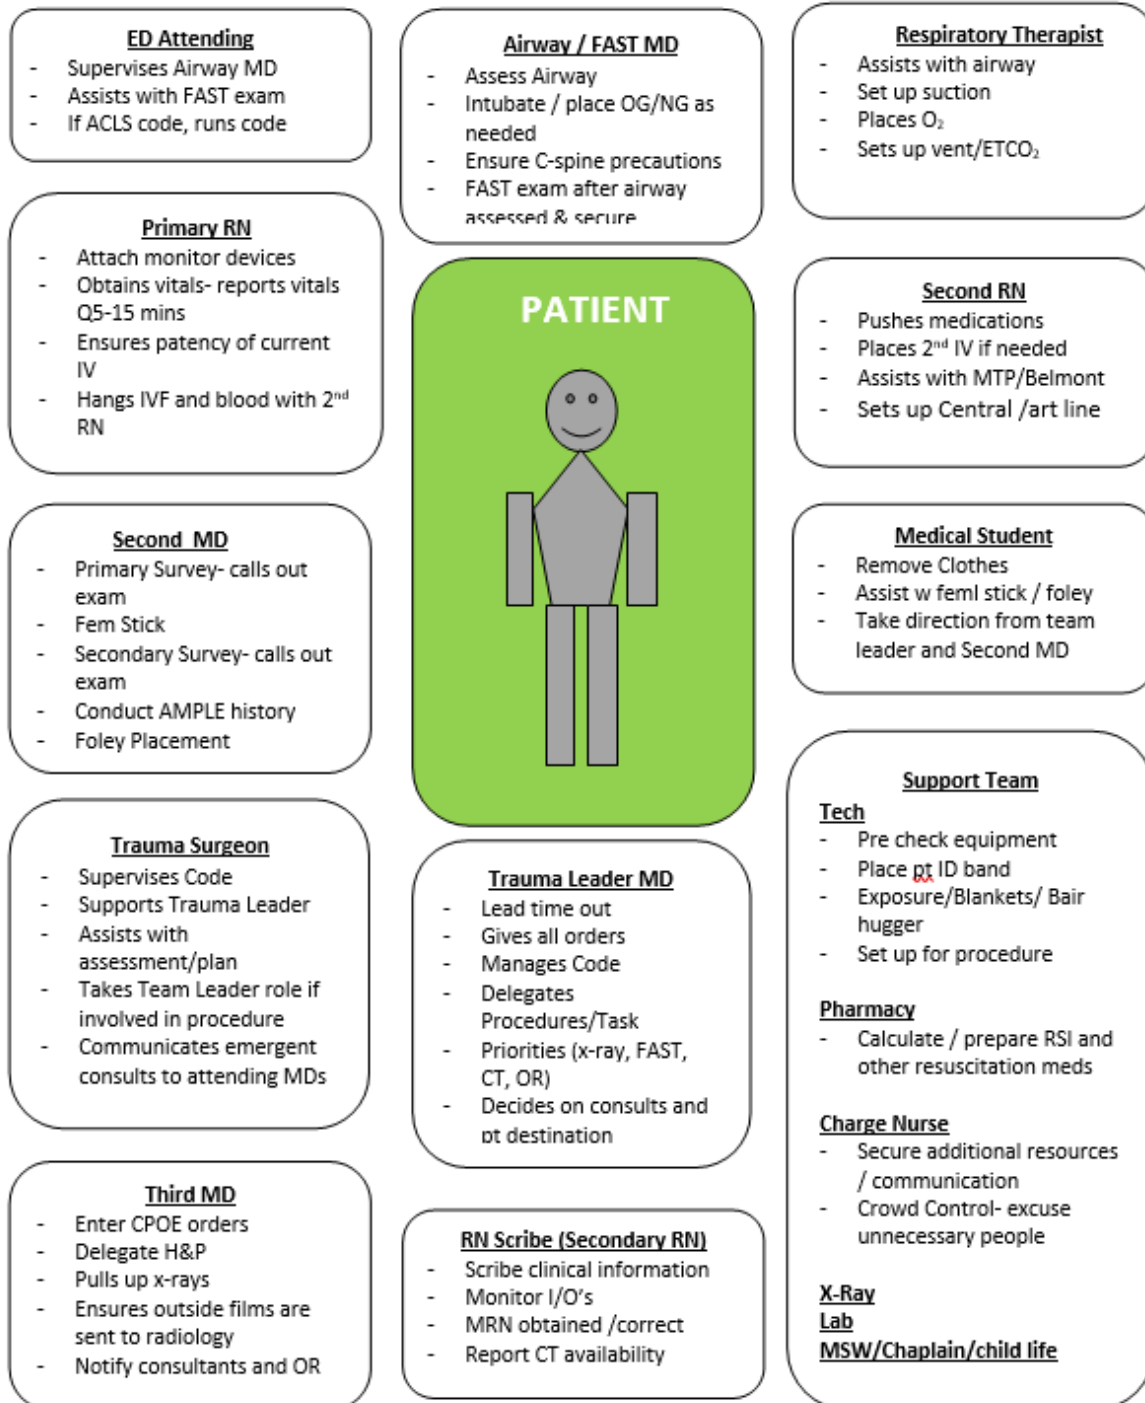 ED Attending
- Supervises Airway MD
- Assists with FAST exam
- If ACLS code, runs code
Airway / FAST MD
- Assess Airway
- Intubate / place OG/NG as
needed
- Ensure C-spine precautions
- FAST exam after airway
assessed & secure
Respiratory Therapist
- Assists with airway
- Set up suction
- Places O₂
- Sets up vent/ETCO₂
Primary RN
- Attach monitor devices
- Obtains vitals- reports vitals
Q5-15 mins
- Ensures patency of current
IV
- Hangs IVF and blood with 2ⁿᵈ
RN
PATIENT
Second RN
- Pushes medications
- Places 2ⁿᵈ IV if needed
- Assists with MTP/Belmont
- Sets up Central /art line
Second MD
- Primary Survey- calls out
exam
- Fem Stick
- Secondary Survey- calls out
exam
- Conduct AMPLE history
- Foley Placement
Medical Student
- Remove Clothes
- Assist w feml stick / foley
- Take direction from team
leader and Second MD
Trauma Surgeon
- Supervises Code
- Supports Trauma Leader
- Assists with
assessment/plan
- Takes Team Leader role if
involved in procedure
- Communicates emergent
consults to attending MDs
Trauma Leader MD
- Lead time out
- Gives all orders
- Manages Code
- Delegates
Procedures/Task
- Priorities (x-ray, FAST,
CT, OR)
- Decides on consults and
pt destination
Support Team
Tech
- Pre check equipment
- Place pt ID band
- Exposure/Blankets/ Bair
hugger
- Set up for procedure
Pharmacy
- Calculate / prepare RSI and
other resuscitation meds
Charge Nurse
- Secure additional resources
/ communication
- Crowd Control- excuse
unnecessary people
X-Ray
Lab
MSW/Chaplain/child life
Third MD
- Enter CPOE orders
- Delegate H&P
- Pulls up x-rays
- Ensures outside films are
sent to radiology
- Notify consultants and OR
RN Scribe (Secondary RN)
- Scribe clinical information
- Monitor I/O's
- MRN obtained /correct
- Report CT availability